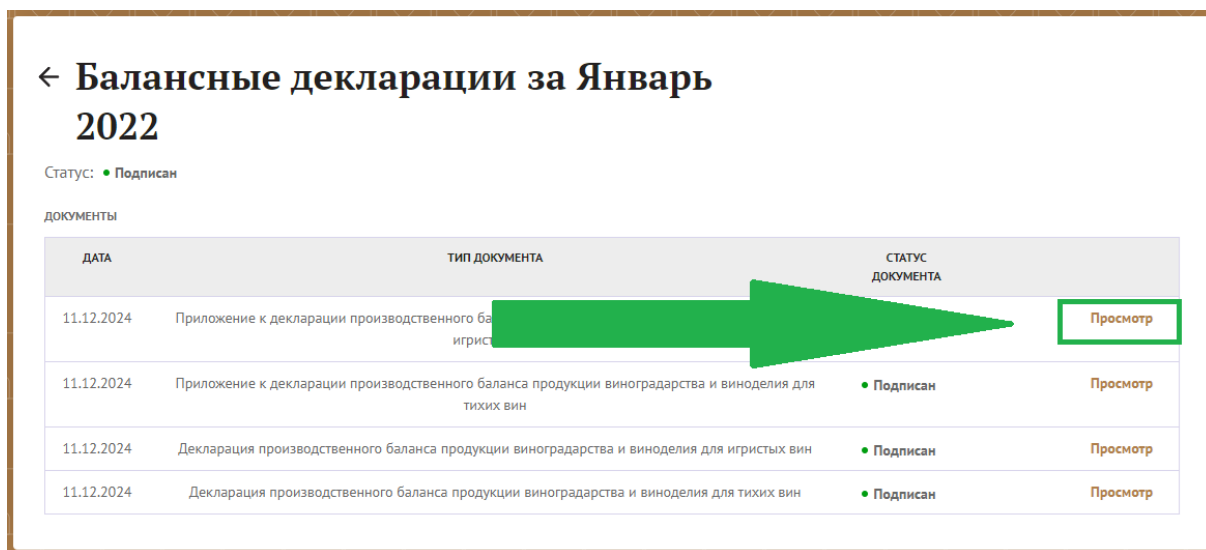 ← Балансные декларации за Январь
2022
Статус: • Подписан
ДОКУМЕНТЫ
ДАТА ТИП ДОКУМЕНТА СТАТУС
ДОКУМЕНТА
11.12.2024 Приложение к декларации производственного Просмотр
11.12.2024 Приложение к декларации производственного баланса продукции виноградарства и виноделия для • Подписан Просмотр
тихих вин
11.12.2024 Декларация производственного баланса продукции виноградарства и виноделия для игристых вин • Подписан Просмотр
11.12.2024 Декларация производственного баланса продукции виноградарства и виноделия для тихих вин • Подписан Просмотр